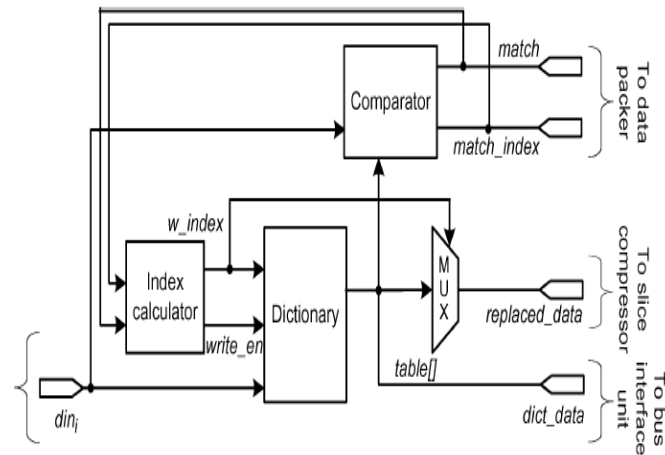 match
To data
packer
Comparator
match_index
w_index
Index
calculator
write_en
Dictionary
M
U
X
replaced_data
To slice
compressor
table[]
din_i
dict_data
To bus
interface
unit